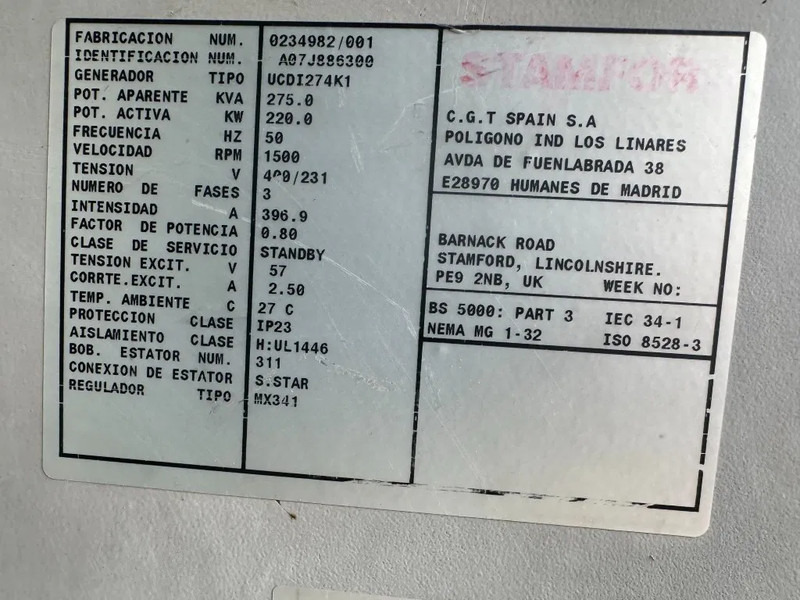 FABRICACION NUM. 0234982/001
IDENTIFICACION NUM. A07J886300
GENERADOR TIPO UCDI274K1
POT. APARENTE KVA 275.0
POT. ACTIVA KW 220.0
FRECUENCIA HZ 50
VELOCIDAD RPM 1500
TENSION V 400/231
NUMERO DE FASES 3
INTENSIDAD A 396.9
FACTOR DE POTENCIA 0.80
CLASE DE SERVICIO STANDBY
TENSION EXCIT. V 57
CORRTE.EXCIT. A 2.50
TEMP. AMBIENTE C 27 C
PROTECCION CLASE IP23
AISLAMIENTO CLASE H:UL1446
BOB. ESTATOR NUM. 311
CONEXION DE ESTATOR S.STAR
REGULADOR TIPO MX341
STAMFORD
C.G.T SPAIN S.A
POLIGONO IND LOS LINARES
AVDA DE FUENLABRADA 38
E28970 HUMANES DE MADRID
BARNACK ROAD
STAMFORD, LINCOLNSHIRE.
PE9 2NB, UK WEEK NO:
BS 5000: PART 3 IEC 34-1
NEMA MG 1-32 ISO 8528-3